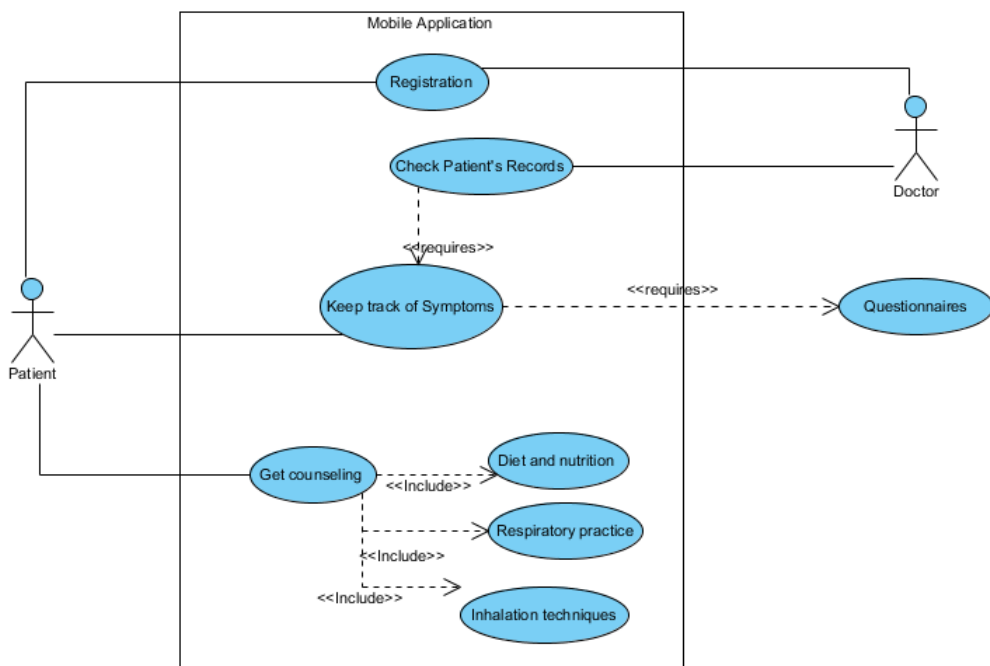 Mobile Application
Registration
Check Patient's Records
Doctor
<<requires>>
<<requires>>
Keep track of Symptoms
Questionnaires
Patient
Diet and nutrition
Get counseling
<<Include>>
Respiratory practice
<<Include>>
<<Include>>
Inhalation techniques